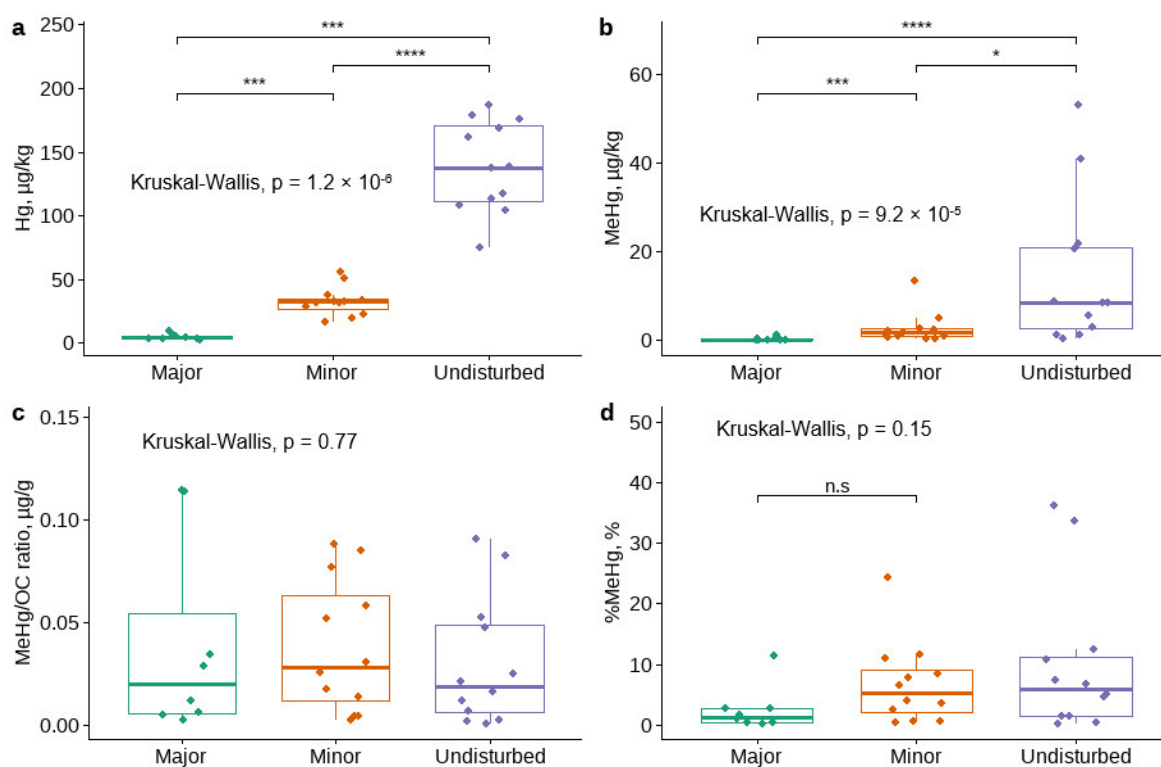 a
250
200
150
100
50
0
Hg, µg/kg
***
****
***
Kruskal-Wallis, p = 1.2 × 10⁻⁶
Major
Minor
Undisturbed
b
60
40
20
0
MeHg, µg/kg
****
*
***
Kruskal-Wallis, p = 9.2 × 10⁻⁵
Major
Minor
Undisturbed
c
0.15
0.10
0.05
0.00
MeHg/OC ratio, µg/g
Kruskal-Wallis, p = 0.77
Major
Minor
Undisturbed
d
50
40
30
20
10
0
%MeHg, %
Kruskal-Wallis, p = 0.15
n.s
Major
Minor
Undisturbed